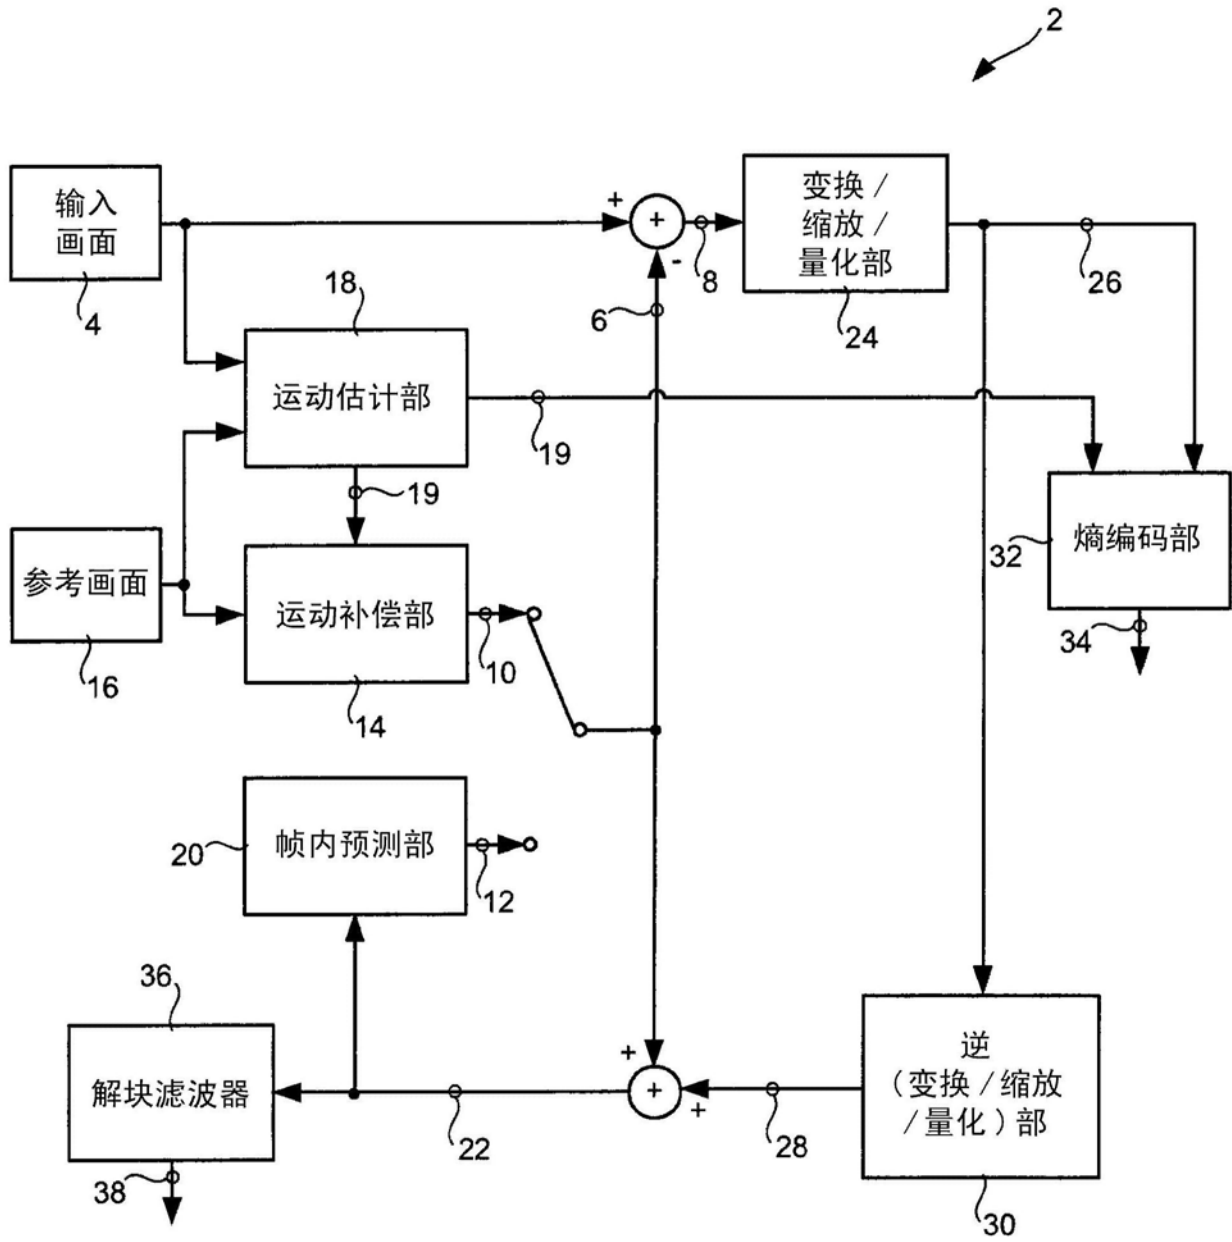 2
输入
画面
4
+
+
-
8
变换/
缩放/
量化部
24
26
18
6
运动估计部
19
19
32
熵编码部
34
参考画面
16
运动补偿部
10
14
20
帧内预测部
12
36
解块滤波器
38
22
+
+
+
28
逆
(变换/缩放
/量化)部
30